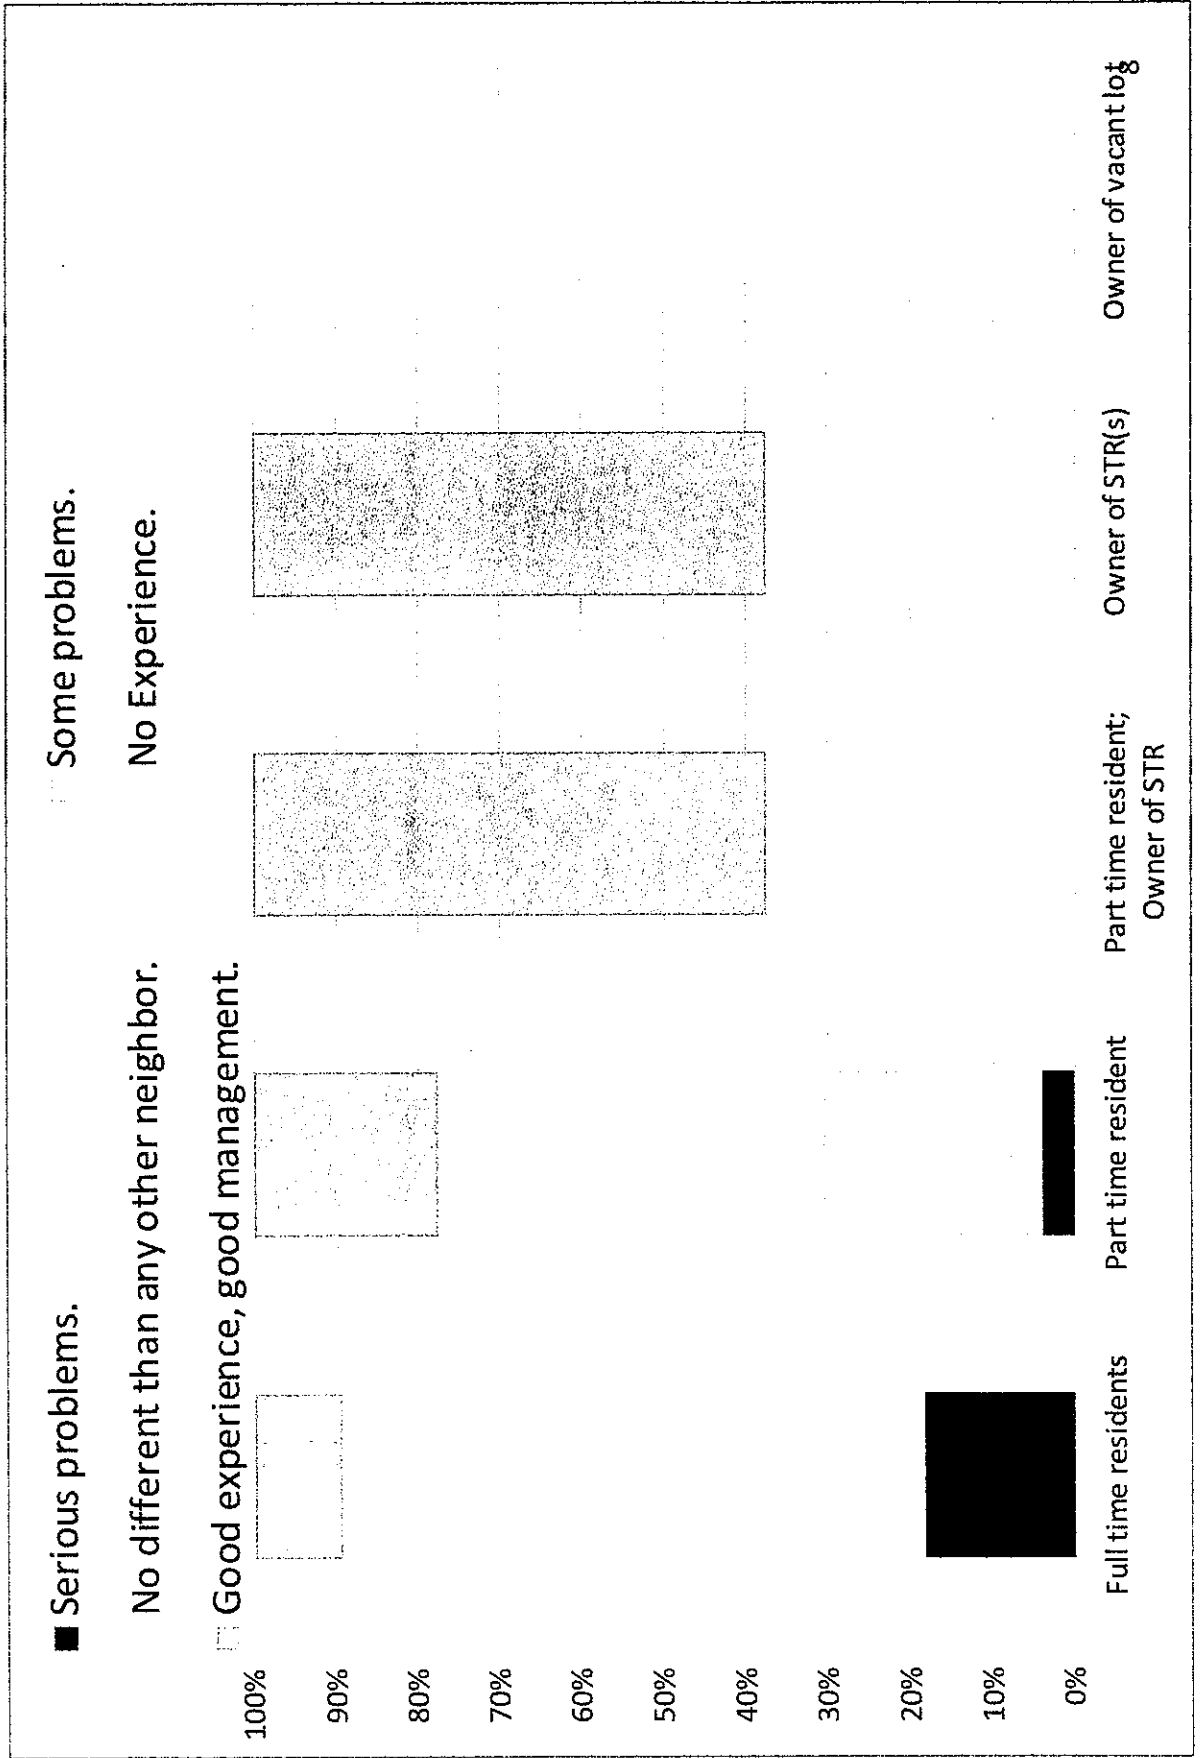 Serious problems.
Some problems.
No different than any other neighbor.
No Experience.
Good experience, good management.
100%
90%
80%
70%
60%
50%
40%
30%
20%
10%
0%
Full time residents
Part time resident
Part time resident;
Owner of STR
Owner of STR(s)
Owner of vacant lot
8